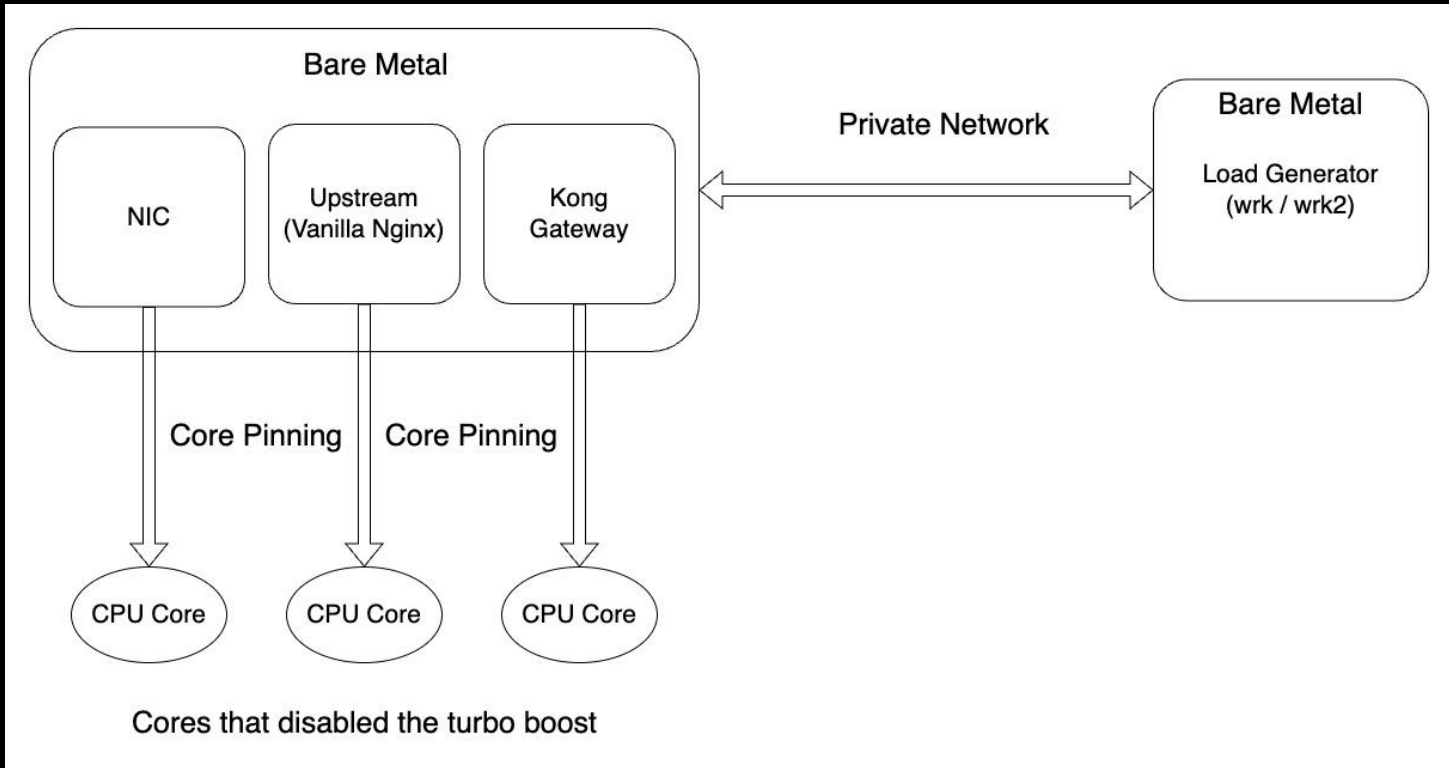 Bare Metal
NIC
Upstream
(Vanilla Nginx)
Kong
Gateway
Private Network
Bare Metal
Load Generator
(wrk / wrk2)
Core Pinning
Core Pinning
CPU Core
CPU Core
CPU Core
Cores that disabled the turbo boost